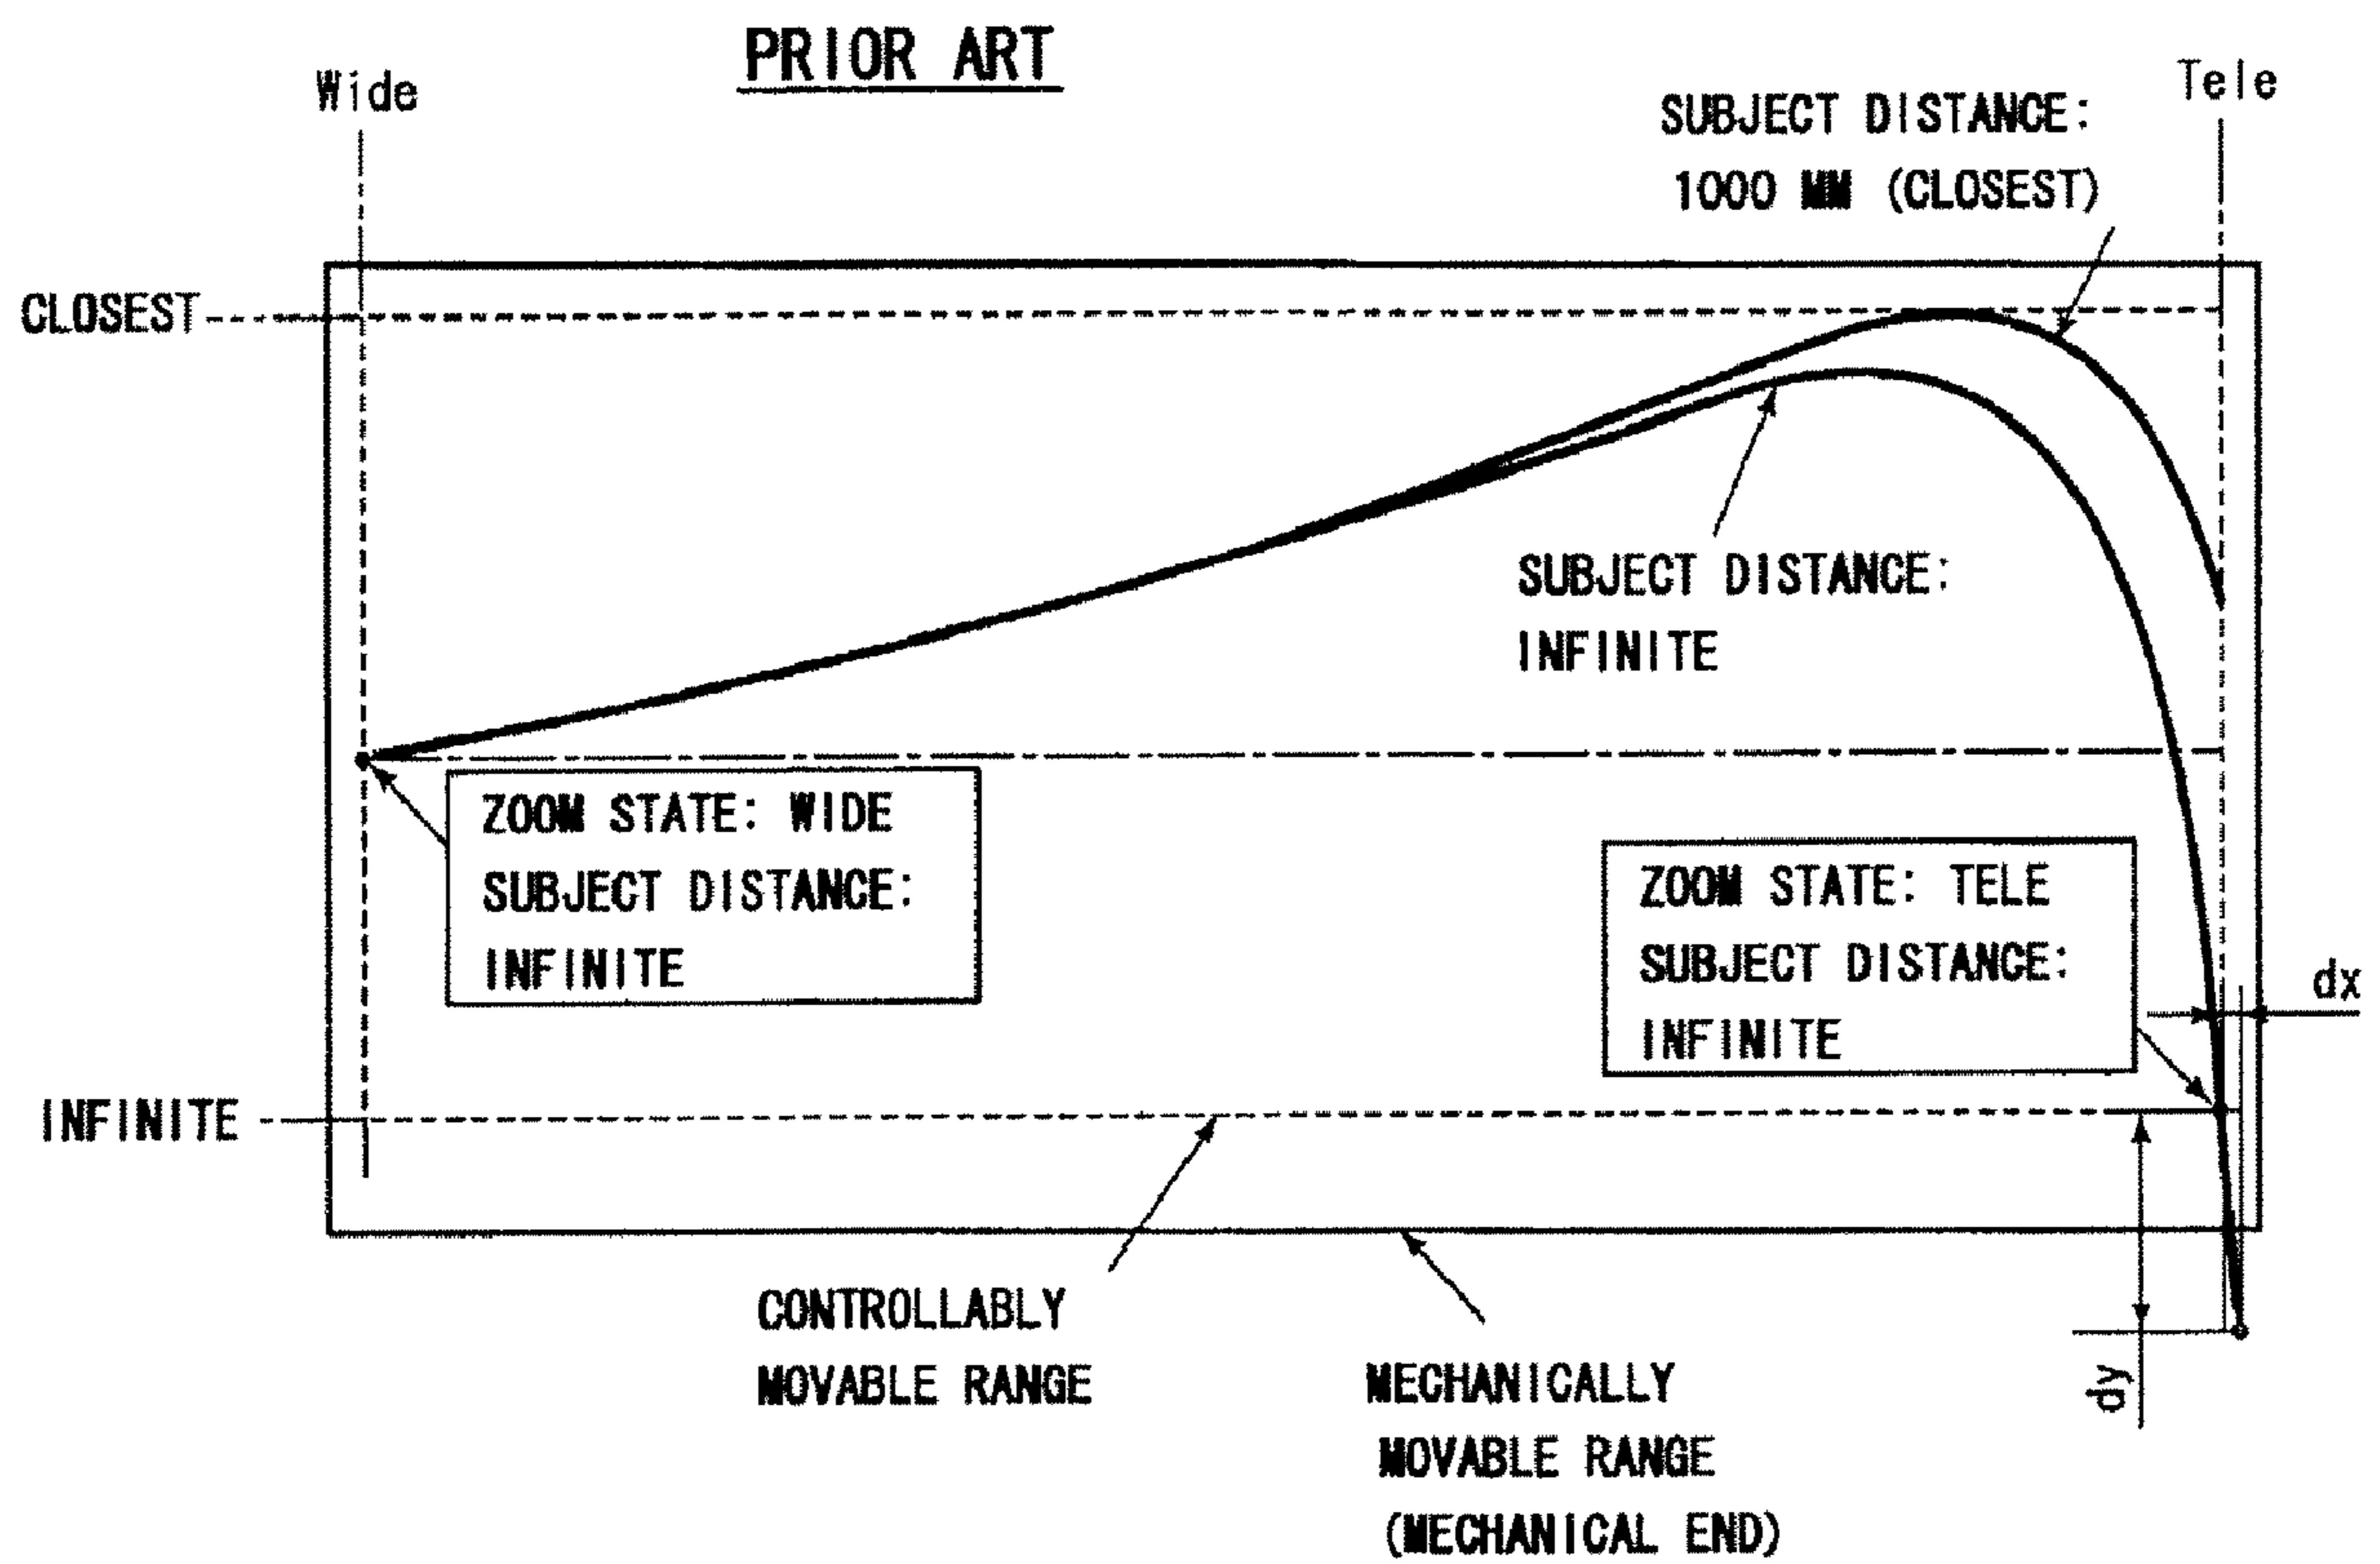 PRIOR ART
Wide
Tele
SUBJECT DISTANCE:
1000 MM (CLOSEST)
CLOSEST
SUBJECT DISTANCE:
INFINITE
ZOOM STATE: WIDE
SUBJECT DISTANCE:
INFINITE
ZOOM STATE: TELE
SUBJECT DISTANCE:
INFINITE
dx
INFINITE
CONTROLLABLY
MOVABLE RANGE
MECHANICALLY
MOVABLE RANGE
(MECHANICAL END)
dy